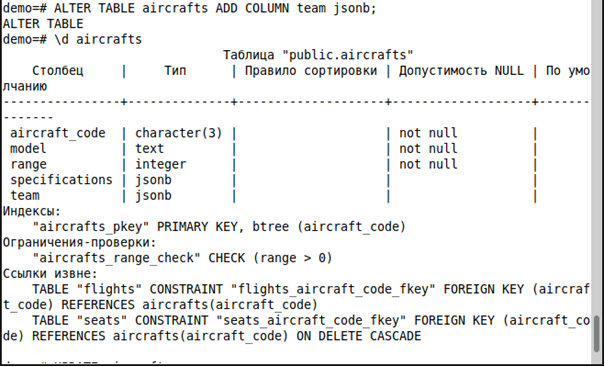 demo=# ALTER TABLE aircrafts ADD COLUMN team jsonb;
ALTER TABLE
demo=# \d aircrafts
                              Таблица "public.aircrafts"
    Столбец     |     Тип      | Правило сортировки | Допустимость NULL | По умо
лчанию
----------------+--------------+--------------------+-------------------+-------
-------
 aircraft_code  | character(3) |                    | not null          |
 model          | text         |                    | not null          |
 range          | integer      |                    | not null          |
 specifications | jsonb        |                    |                   |
 team           | jsonb        |                    |                   |
Индексы:
    "aircrafts_pkey" PRIMARY KEY, btree (aircraft_code)
Ограничения-проверки:
    "aircrafts_range_check" CHECK (range > 0)
Ссылки извне:
    TABLE "flights" CONSTRAINT "flights_aircraft_code_fkey" FOREIGN KEY (aircraf
t_code) REFERENCES aircrafts(aircraft_code)
    TABLE "seats" CONSTRAINT "seats_aircraft_code_fkey" FOREIGN KEY (aircraft_co
de) REFERENCES aircrafts(aircraft_code) ON DELETE CASCADE